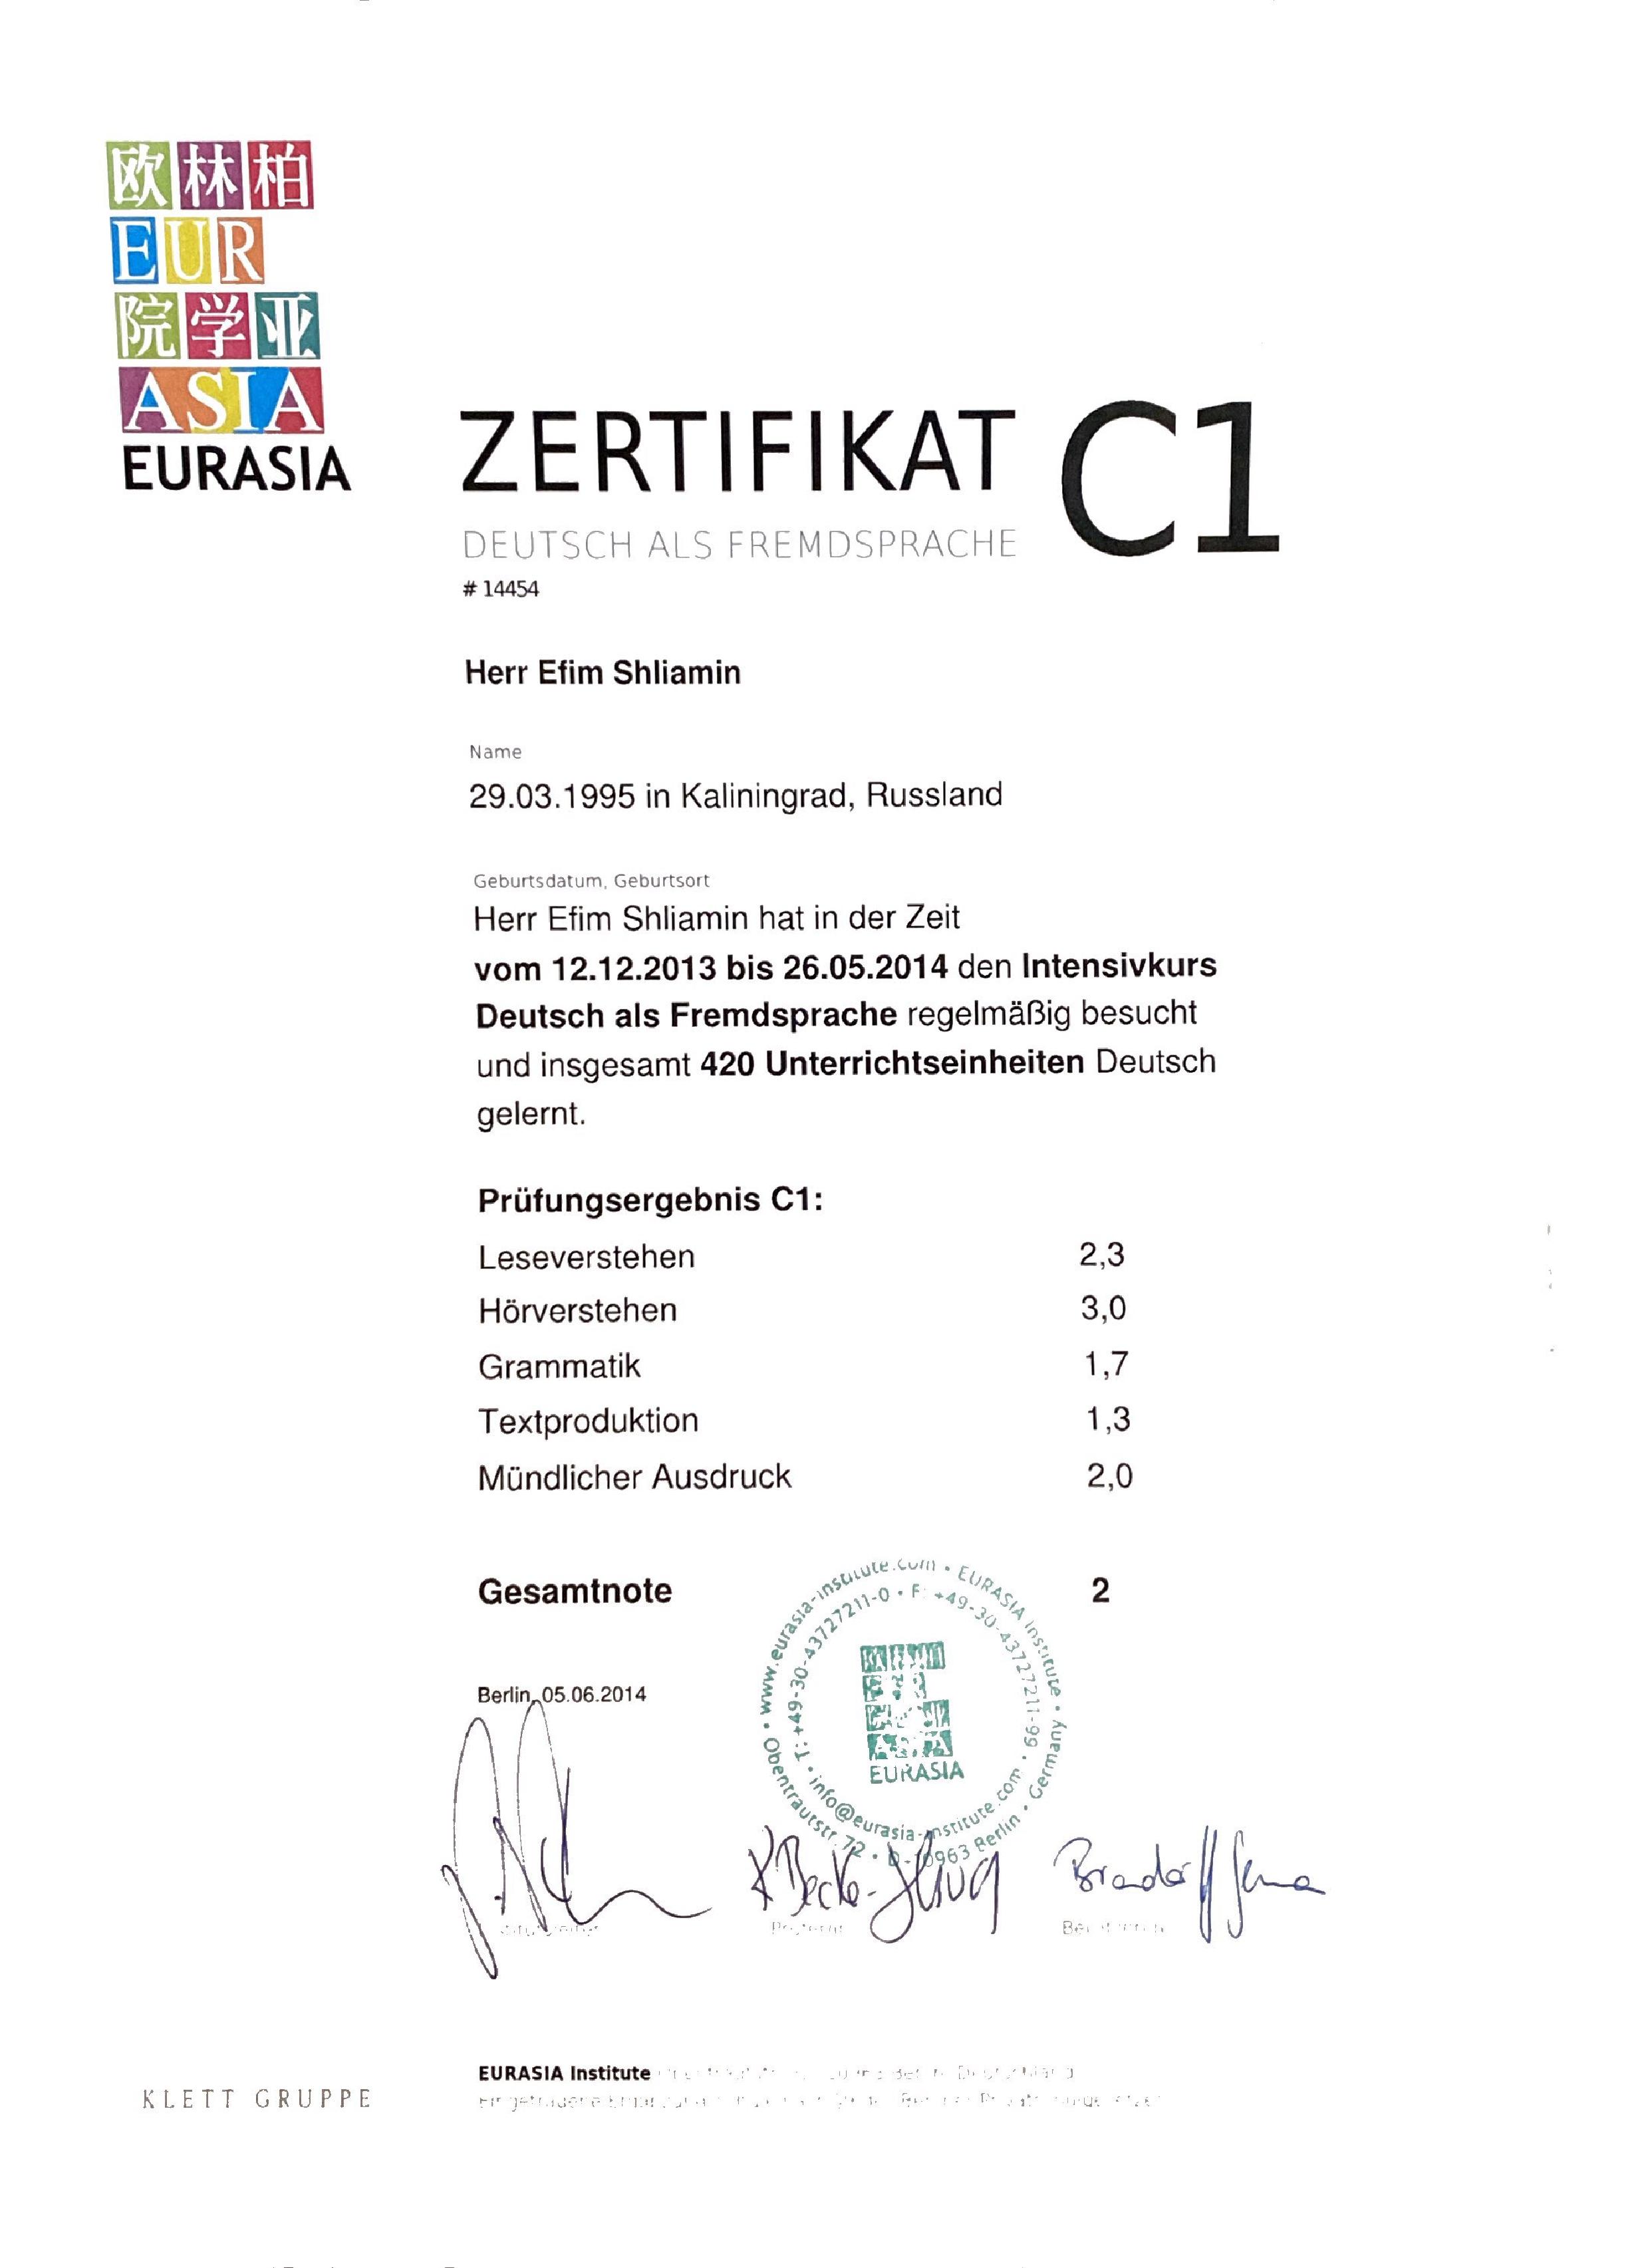 欧林柏
EUR
院学亚
ASIA
EURASIA
ZERTIFIKAT C1
DEUTSCH ALS FREMDSPRACHE
# 14454
Herr Efim Shliamin
Name
29.03.1995 in Kaliningrad, Russland
Geburtsdatum, Geburtsort
Herr Efim Shliamin hat in der Zeit
vom 12.12.2013 bis 26.05.2014 den Intensivkurs
Deutsch als Fremdsprache regelmäßig besucht
und insgesamt 420 Unterrichtseinheiten Deutsch
gelernt.
Prüfungsergebnis C1:
Leseverstehen 2,3
Hörverstehen 3,0
Grammatik 1,7
Textproduktion 1,3
Mündlicher Ausdruck 2,0
Gesamtnote 2
www.eurasia-institute.com • EURASIA Institute • Germany • D-10963 Berlin • Obentrautstr. 72 •
T: +49-30-43727211-0 • F: +49-30-43727211-99 • info@eurasia-institute.com •
EURASIA
Berlin, 05.06.2014
EURASIA Institute
KLETT GRUPPE